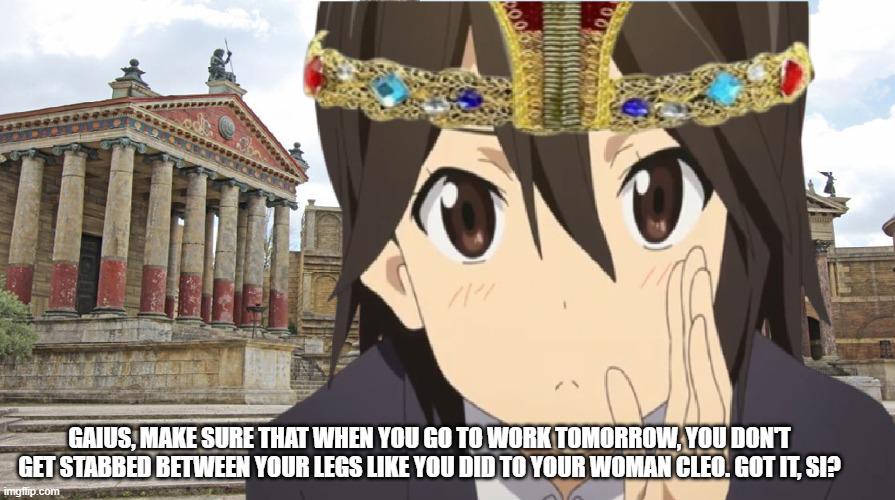 GAIUS, MAKE SURE THAT WHEN YOU GO TO WORK TOMORROW, YOU DON'T
GET STABBED BETWEEN YOUR LEGS LIKE YOU DID TO YOUR WOMAN CLEO. GOT IT, SI?
imgflip.com